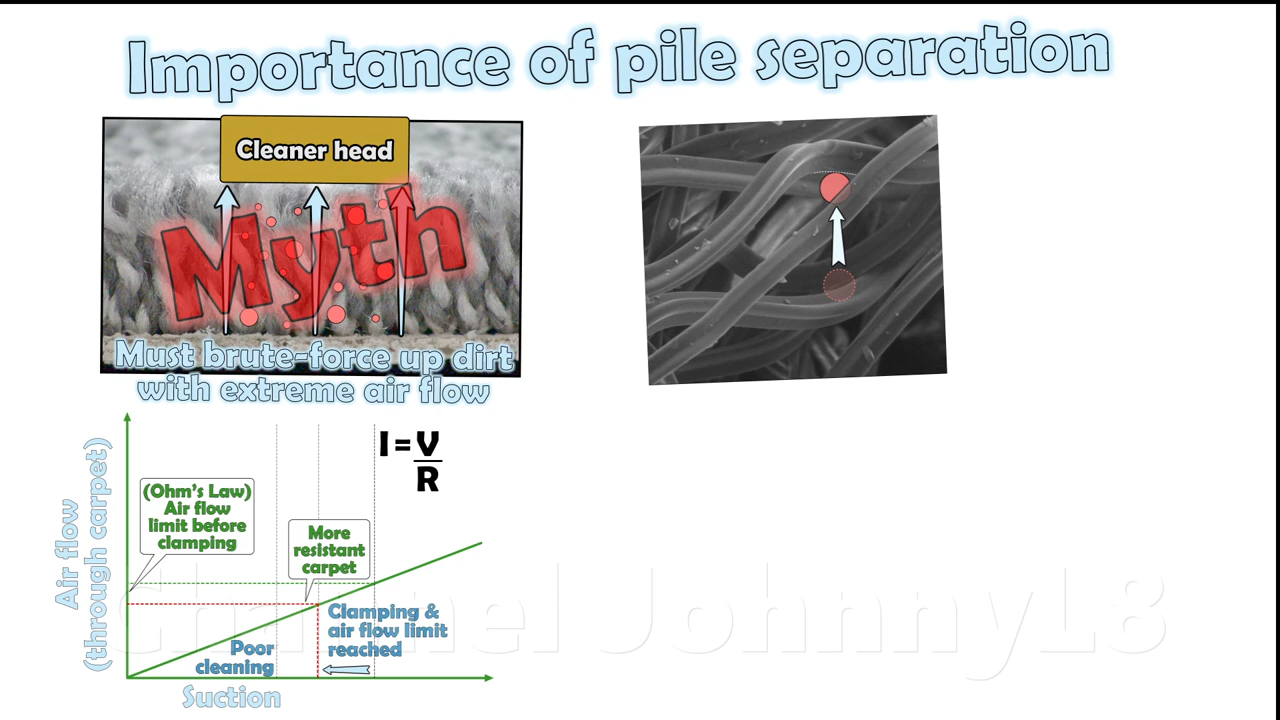 Importance of pile separation
Cleaner head
Myth
Must brute-force up dirt
with extreme air flow
I = V
R
Air flow
(through carpet)
(Ohm's Law)
Air flow
limit before
clamping
More
resistant
carpet
Clamping &
air flow limit
reached
Poor
cleaning
Suction
Channel Johnny18